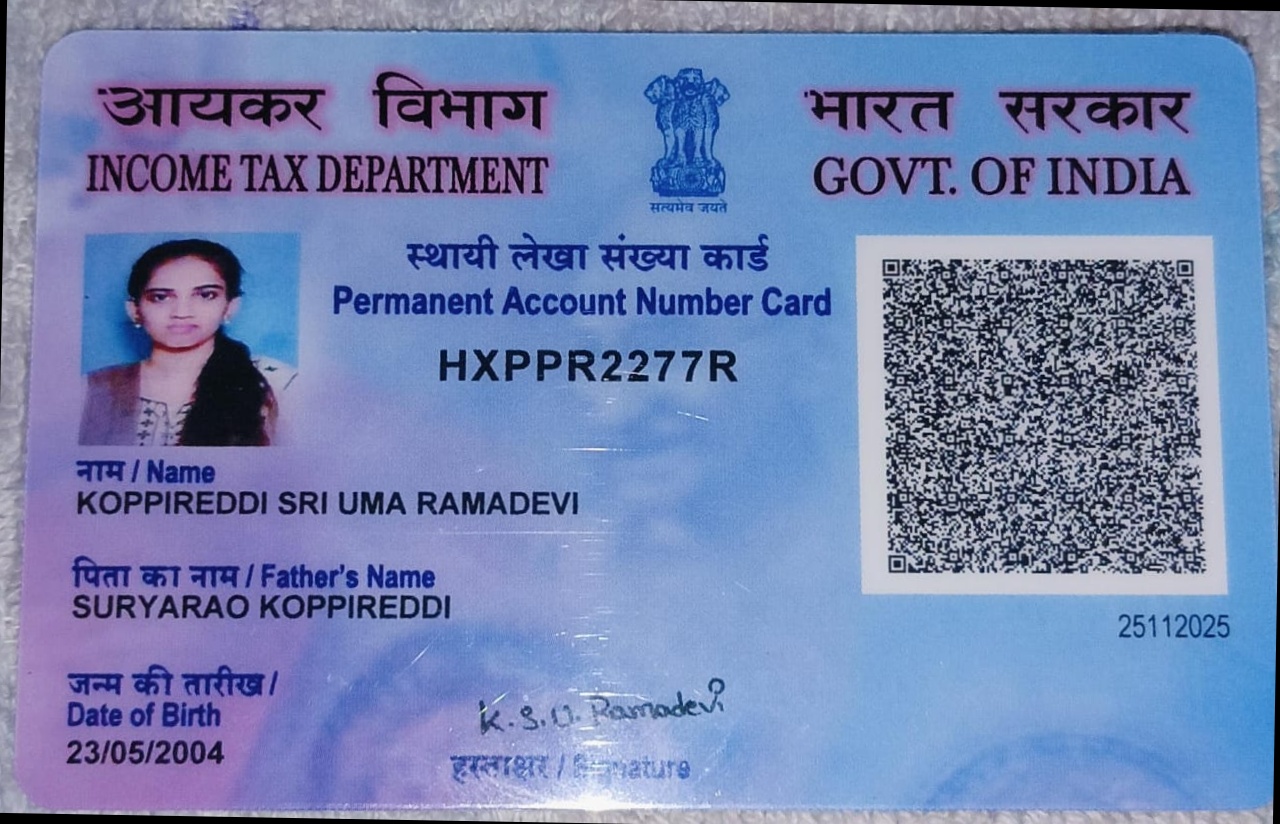 आयकर विभाग
INCOME TAX DEPARTMENT
सत्यमेव जयते
भारत सरकार
GOVT. OF INDIA
स्थायी लेखा संख्या कार्ड
Permanent Account Number Card
HXPPR2277R
नाम / Name
KOPPIREDDI SRI UMA RAMADEVI
पिता का नाम / Father's Name
SURYARAO KOPPIREDDI
25112025
जन्म की तारीख /
Date of Birth
23/05/2004
K. S. U. Ramadevi
हस्ताक्षर / Signature